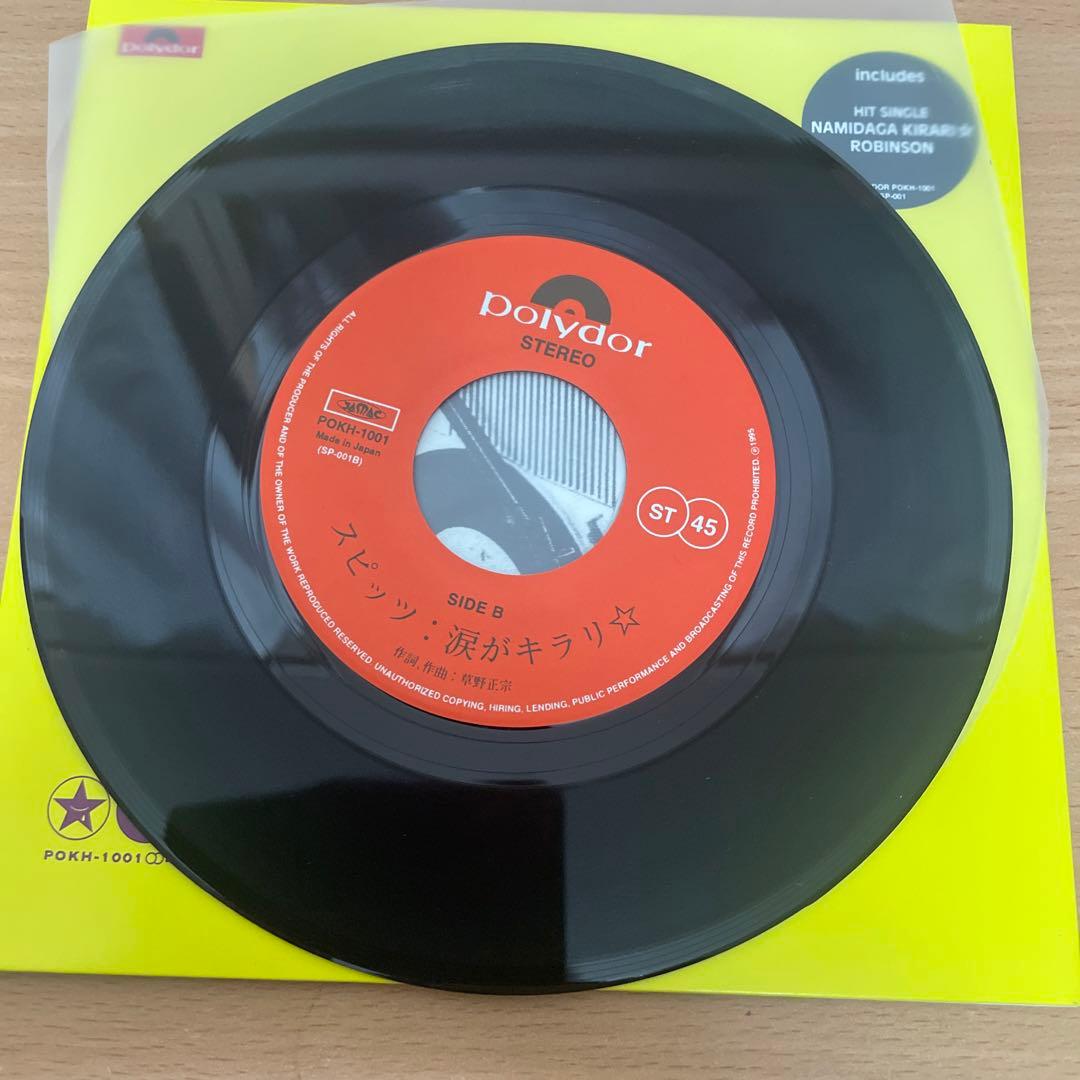 polydor
includes
HIT SINGLE
NAMIDAGA KIRARI☆
ROBINSON
POKH-1001
SP-001
polydor
STEREO
JASRAC
POKH-1001
Made in Japan
(SP-001B)
ST 45
SIDE B
スピッツ：涙がキラリ☆
作詞、作曲：草野正宗
ALL RIGHTS OF THE PRODUCER AND OF THE OWNER OF THE WORK REPRODUCED RESERVED. UNAUTHORIZED COPYING, HIRING, LENDING, PUBLIC PERFORMANCE AND BROADCASTING OF THIS RECORD PROHIBITED. ℗1995
POKH-1001